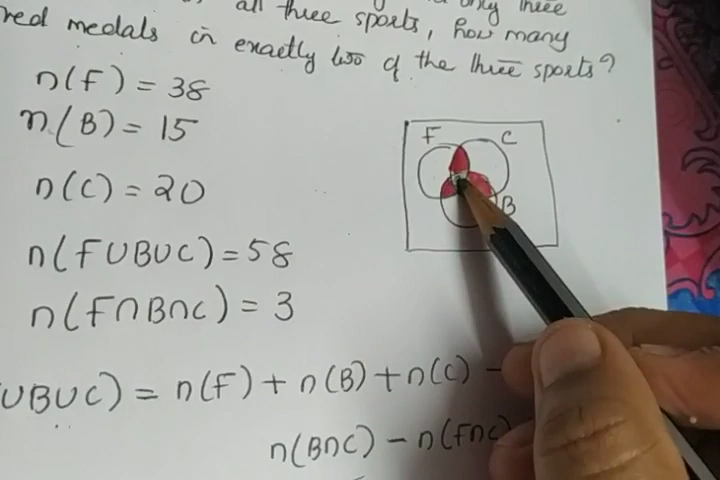 all three sports, how many
red medals in exactly two of the three sports?
n(F) = 38
n(B) = 15
n(C) = 20
n(F∪B∪C) = 58
n(F∩B∩C) = 3
F
C
B
∪B∪C) = n(F) + n(B) + n(C) −
n(B∩C) − n(F∩C)